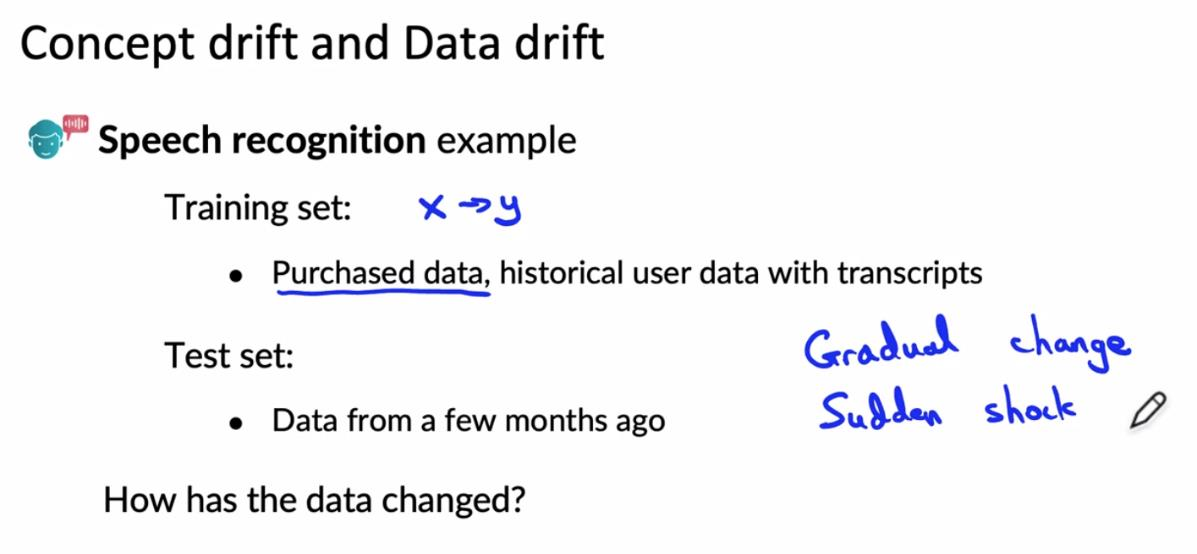 Concept drift and Data drift
Speech recognition example
Training set: x → y
• Purchased data, historical user data with transcripts
Gradual change
Test set:
Sudden shock
• Data from a few months ago
How has the data changed?